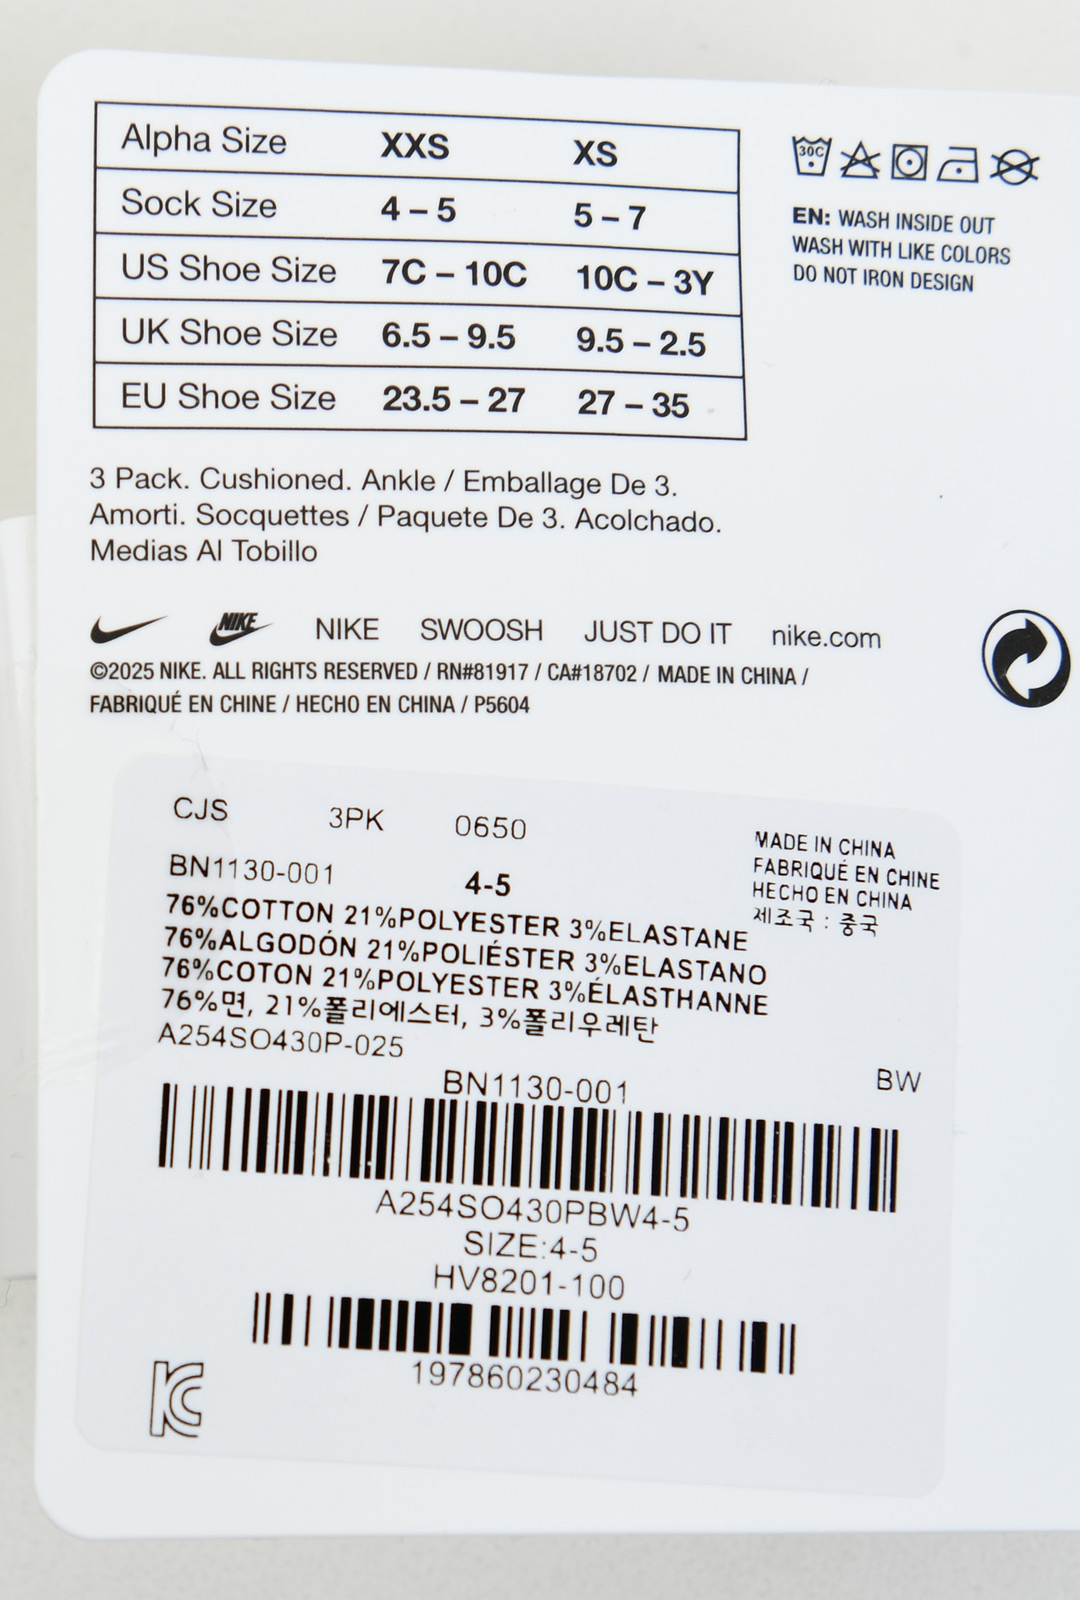 Alpha Size XXS XS
Sock Size 4 – 5 5 – 7
US Shoe Size 7C – 10C 10C – 3Y
UK Shoe Size 6.5 – 9.5 9.5 – 2.5
EU Shoe Size 23.5 – 27 27 – 35
30C
EN: WASH INSIDE OUT
WASH WITH LIKE COLORS
DO NOT IRON DESIGN
3 Pack. Cushioned. Ankle / Emballage De 3.
Amorti. Socquettes / Paquete De 3. Acolchado.
Medias Al Tobillo
NIKE NIKE SWOOSH JUST DO IT nike.com
©2025 NIKE. ALL RIGHTS RESERVED / RN#81917 / CA#18702 / MADE IN CHINA /
FABRIQUÉ EN CHINE / HECHO EN CHINA / P5604
CJS 3PK 0650
BN1130-001 4-5
MADE IN CHINA
FABRIQUÉ EN CHINE
HECHO EN CHINA
제조국 : 중국
76%COTTON 21%POLYESTER 3%ELASTANE
76%ALGODÓN 21%POLIÉSTER 3%ELASTANO
76%COTON 21%POLYESTER 3%ÉLASTHANNE
76%면, 21%폴리에스터, 3%폴리우레탄
A254SO430P-025
BN1130-001 BW
A254SO430PBW4-5
SIZE:4-5
HV8201-100
197860230484
KC